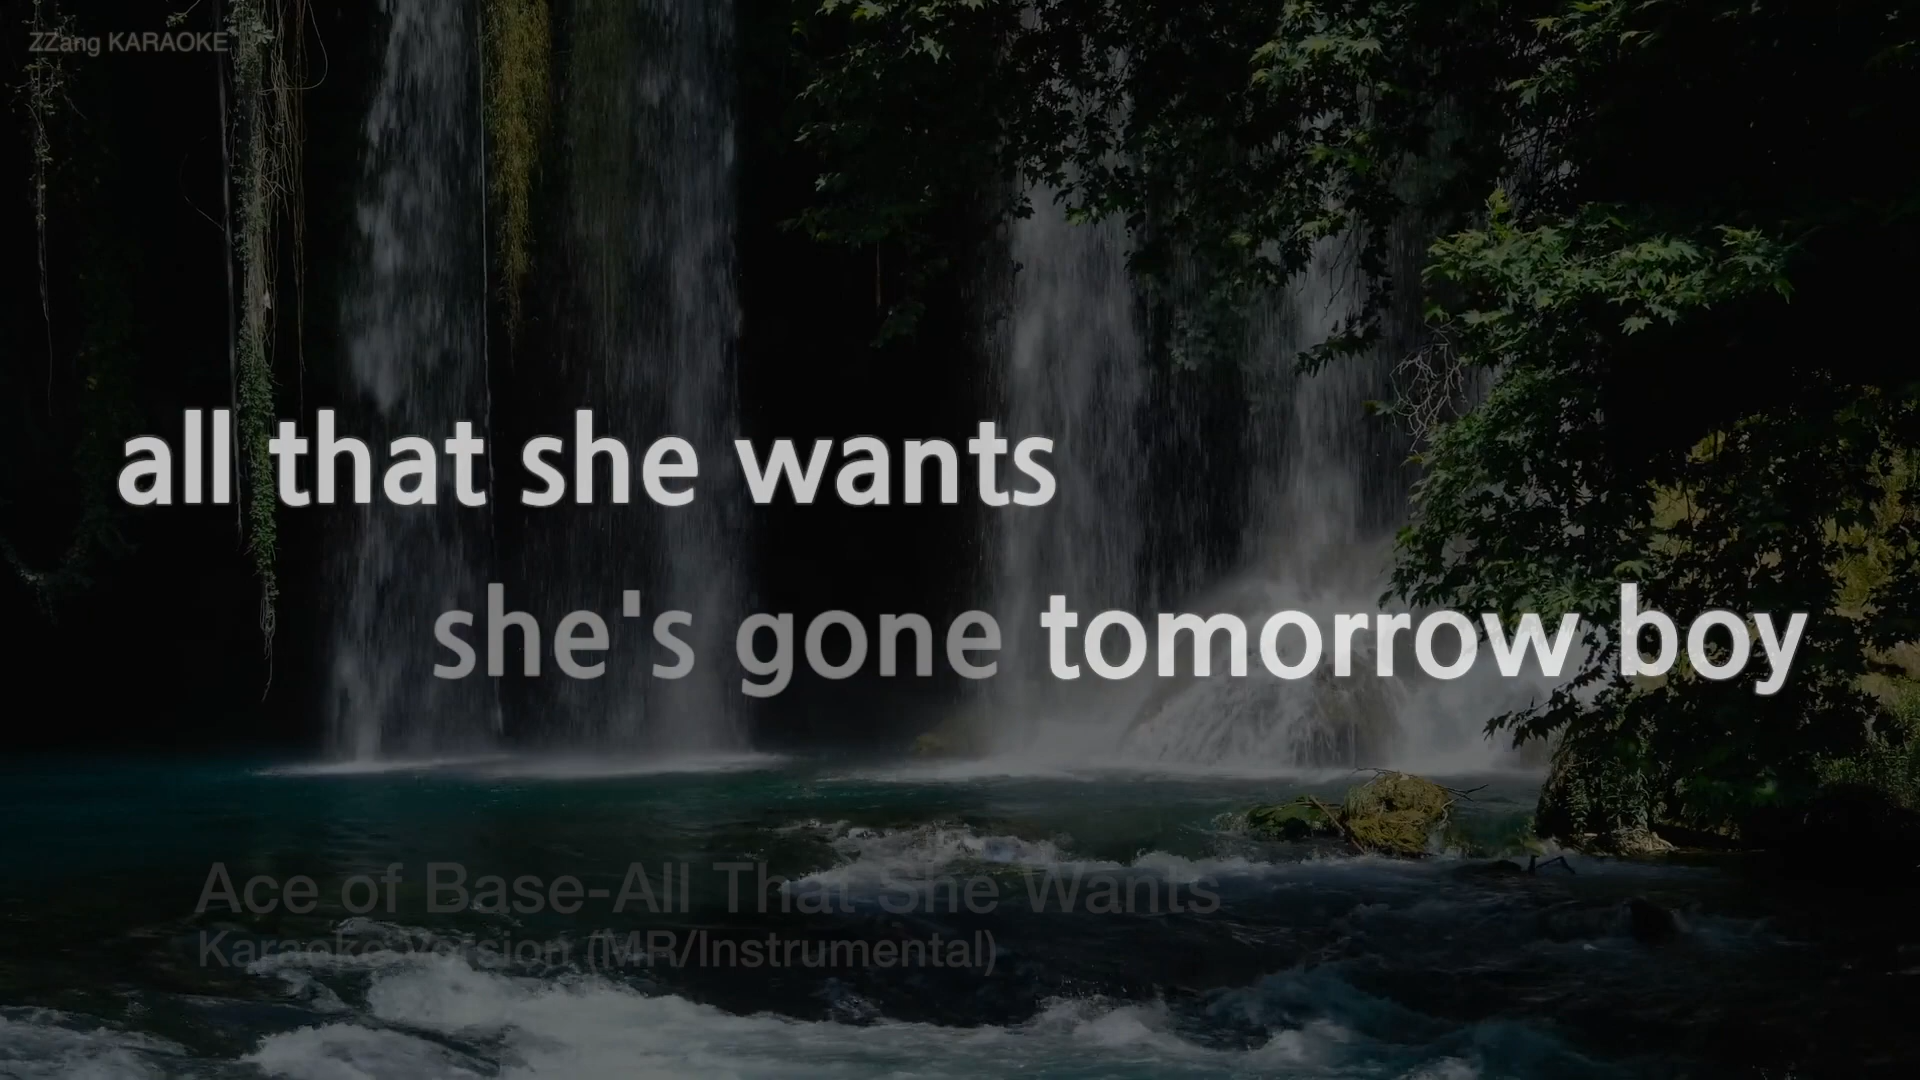 ZZang KARAOKE
all that she wants
she's gone tomorrow boy
Ace of Base-All That She Wants
Karaoke Version (MR/Instrumental)